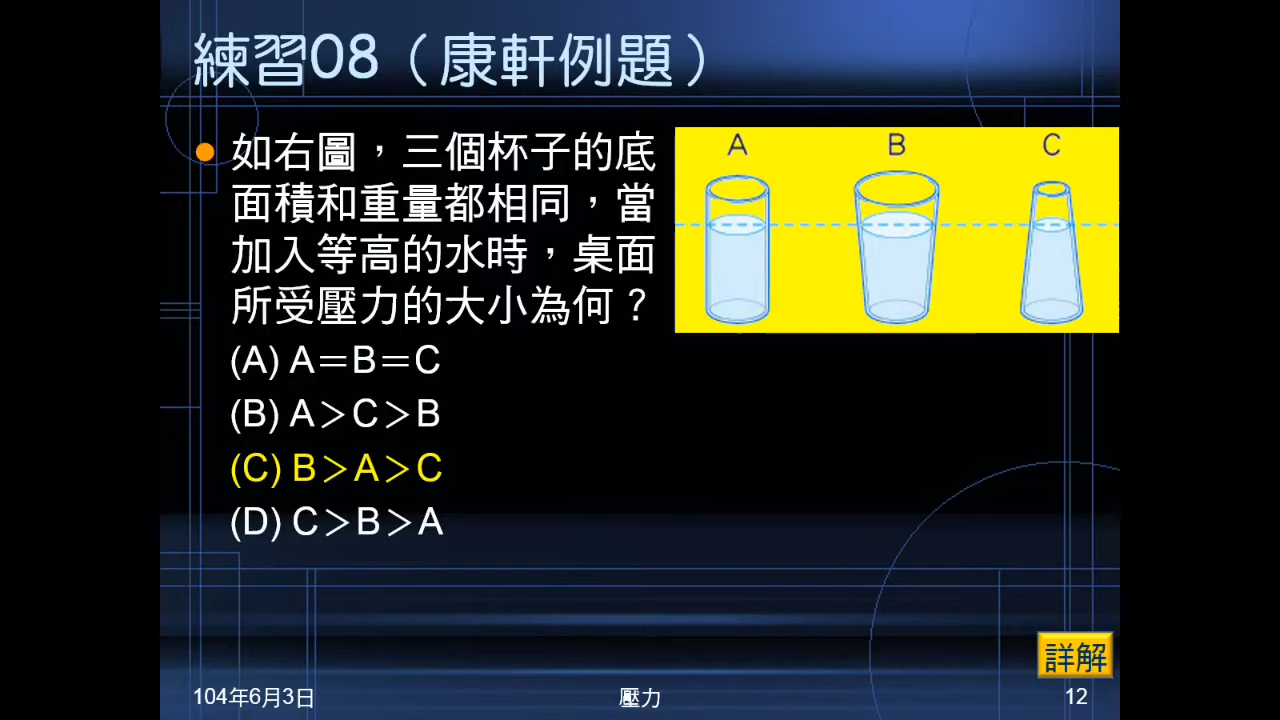 練習08（康軒例題）
如右圖，三個杯子的底
面積和重量都相同，當
加入等高的水時，桌面
所受壓力的大小為何？
(A) A＝B＝C
(B) A＞C＞B
(C) B＞A＞C
(D) C＞B＞A
A B C
詳解
104年6月3日 壓力 12